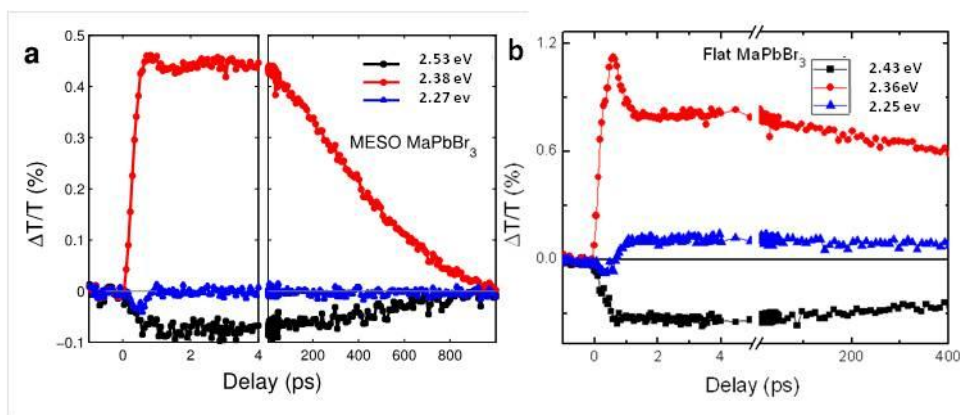 a
0.5
0.4
0.3
0.2
0.1
0
−0.1
ΔT/T (%)
2.53 eV
2.38 eV
2.27 ev
MESO MaPbBr3
0 2 4 200 400 600 800
Delay (ps)
b
1.2
0.6
0.0
ΔT/T (%)
Flat MaPbBr3
2.43 eV
2.36eV
2.25 ev
0 2 4 200 400
Delay (ps)